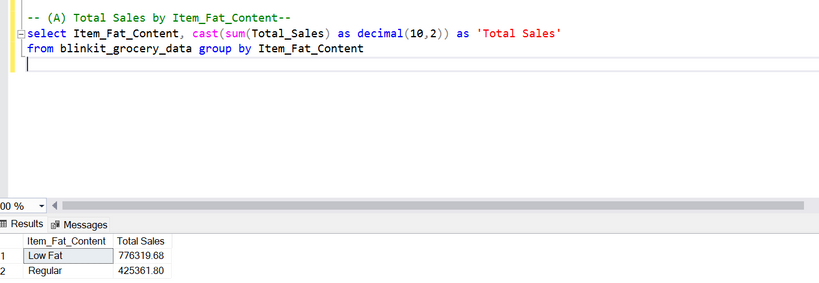 -- (A) Total Sales by Item_Fat_Content--
select Item_Fat_Content, cast(sum(Total_Sales) as decimal(10,2)) as 'Total Sales'
from blinkit_grocery_data group by Item_Fat_Content
00 %
Results Messages
Item_Fat_Content Total Sales
1 Low Fat 776319.68
2 Regular 425361.80